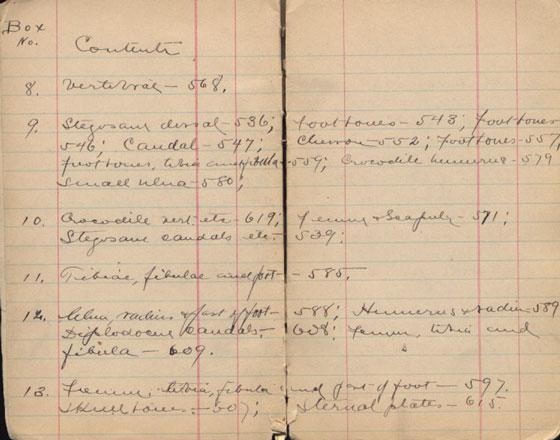 Box
No.
Contents
8. Vertebrae – 568.
9. Stegosaur dorsal – 536; foot bones – 543; foot bones
546; Caudal – 547; Chevron – 552; foot bones – 557,
foot bones, tibia and fibula – 559; Crocodile humerus – 579
Small ulna – 580;
10. Crocodile vert. etc – 619; Femur & Scapula – 571;
Stegosaur caudals etc. – 539;
11. Tibiae, fibulae and foot – 585.
12. Ulna, radius & part of foot – 588; Humerus & radius – 589
Diplodocus caudals, – 608; femur, tibia and
fibula – 609.
13. Femur, tibia, fibula and part of foot – 597.
Skull bones – 507; Sternal plates – 615.